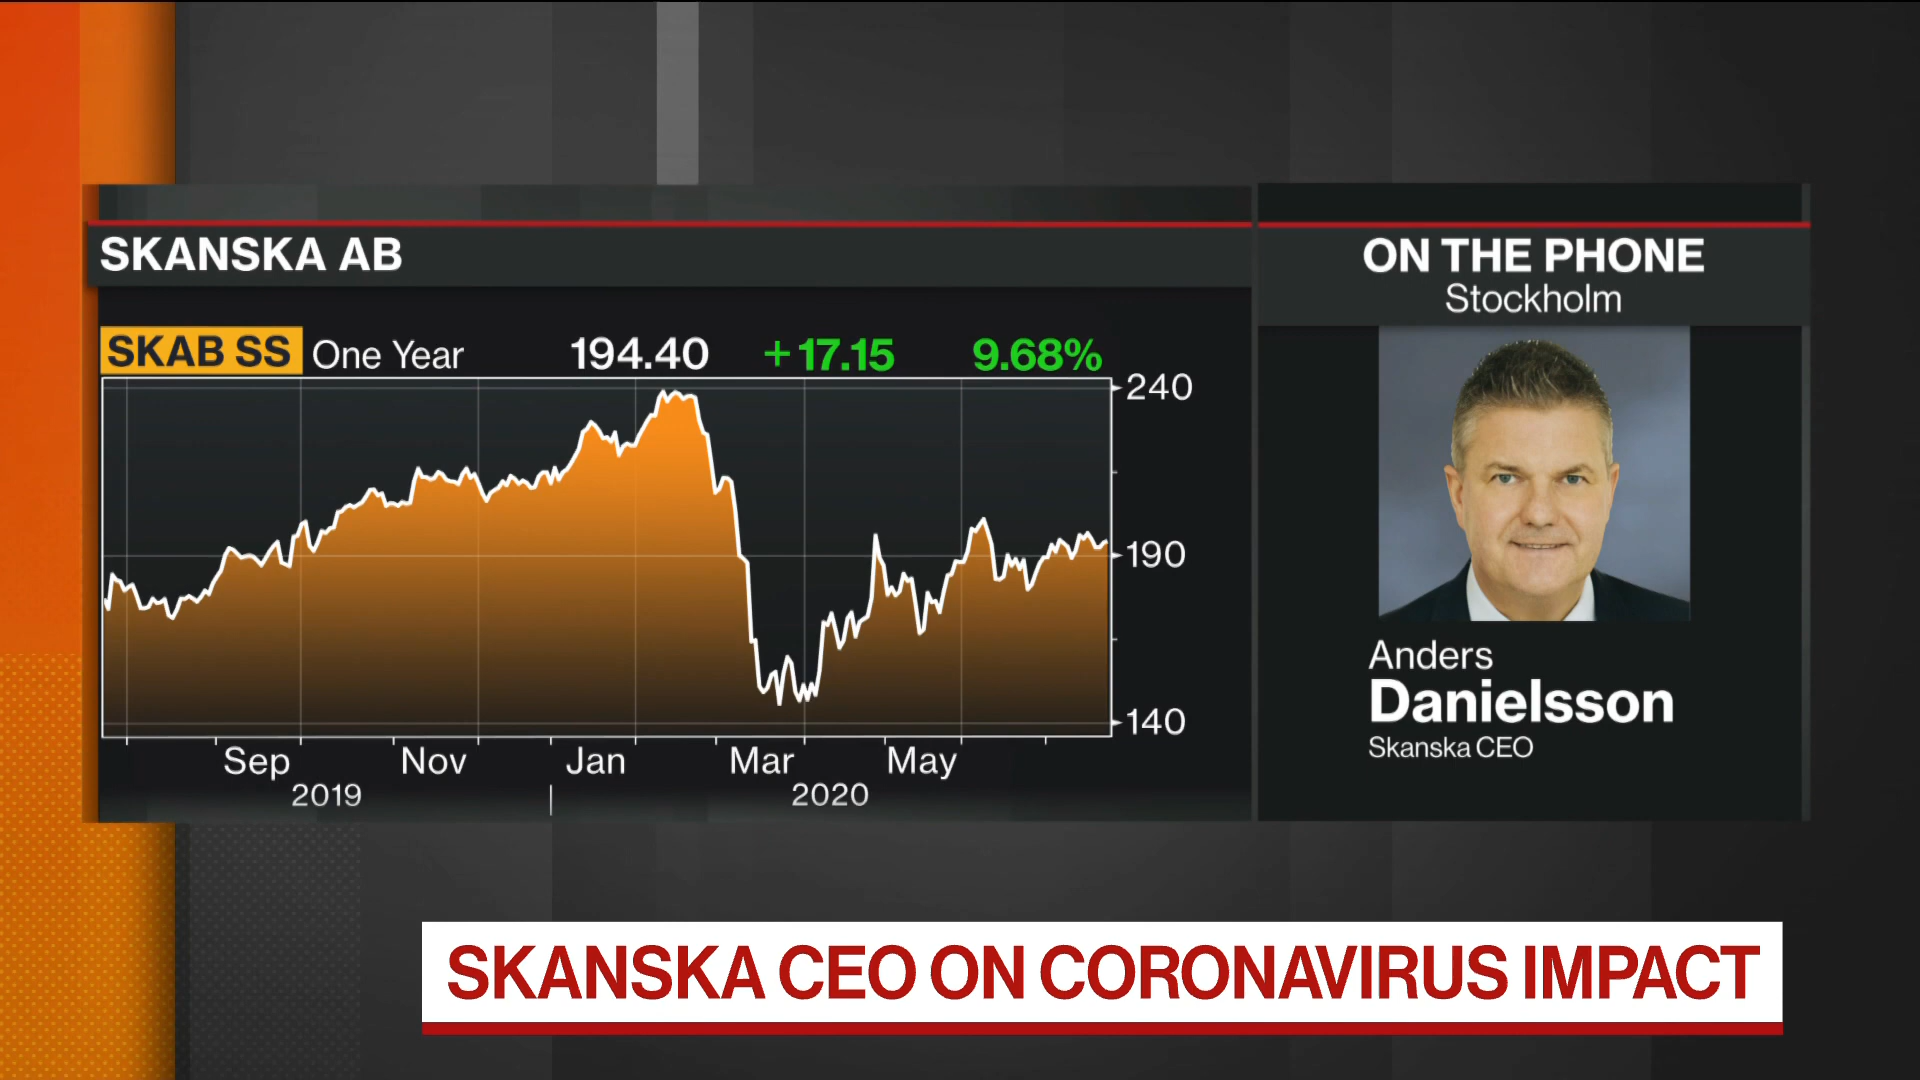 SKANSKA AB
SKAB SS One Year 194.40 +17.15 9.68%
240
190
140
Sep Nov Jan Mar May
2019 2020
ON THE PHONE
Stockholm
Anders
Danielsson
Skanska CEO
SKANSKA CEO ON CORONAVIRUS IMPACT